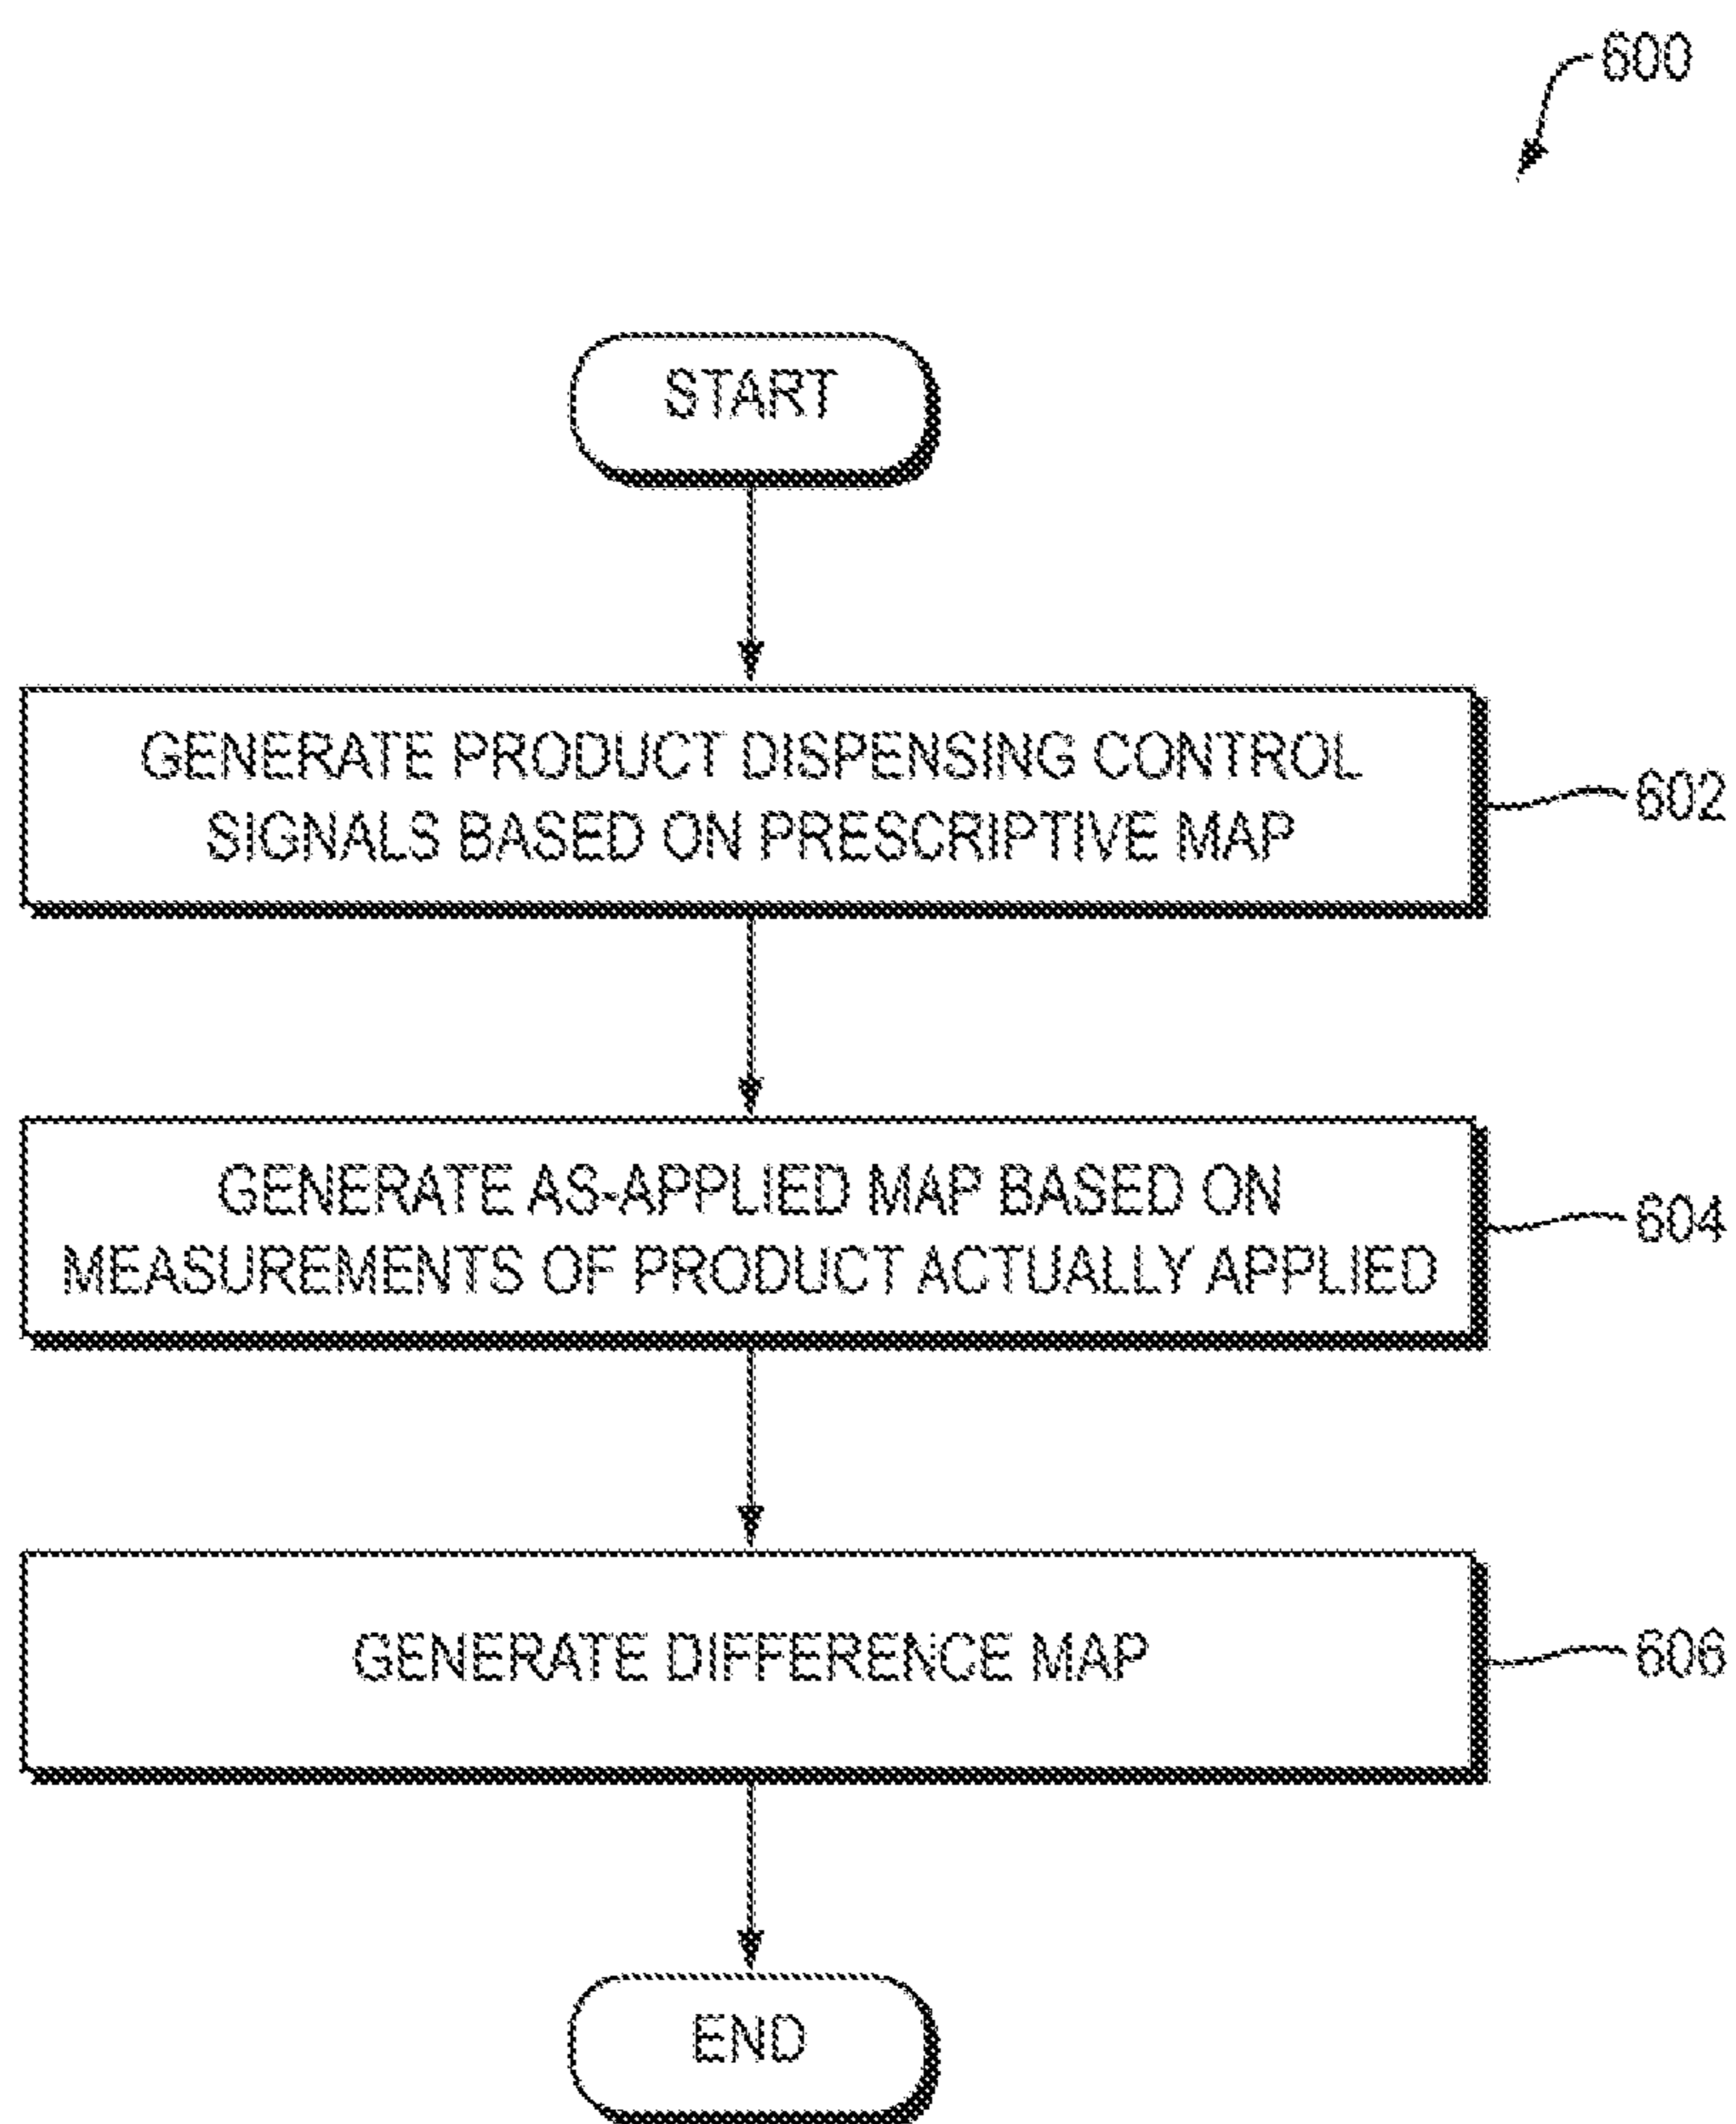 600
START
GENERATE PRODUCT DISPENSING CONTROL
SIGNALS BASED ON PRESCRIPTIVE MAP
602
GENERATE AS-APPLIED MAP BASED ON
MEASUREMENTS OF PRODUCT ACTUALLY APPLIED
604
GENERATE DIFFERENCE MAP
606
END